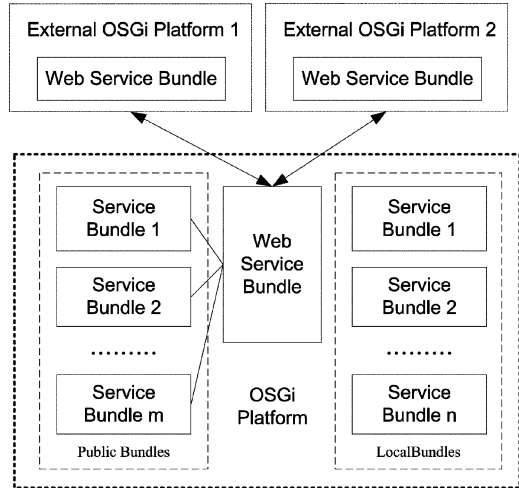 External OSGi Platform 1
Web Service Bundle
External OSGi Platform 2
Web Service Bundle
Service
Bundle 1
Service
Bundle 2
.........
Service
Bundle m
Public Bundles
Web
Service
Bundle
OSGi
Platform
Service
Bundle 1
Service
Bundle 2
.........
Service
Bundle n
LocalBundles